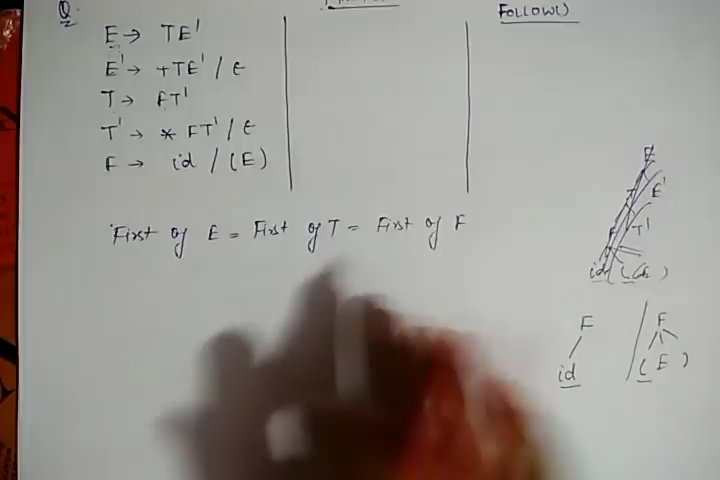 Q.
FOLLOW()
E → TE'
E' → +TE' / ε
T → FT'
T' → * FT' / ε
F → id / (E)
First of E = First of T = First of F
E
E'
T'
id
F
id
F
( E )